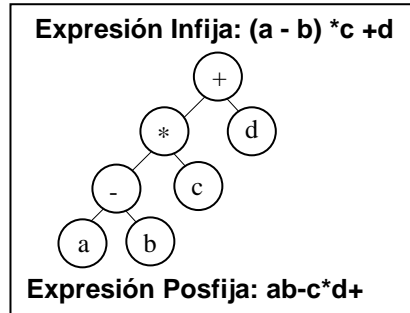 Expresión Infija: (a - b) *c +d
+
* d
- c
a b
Expresión Posfija: ab-c*d+